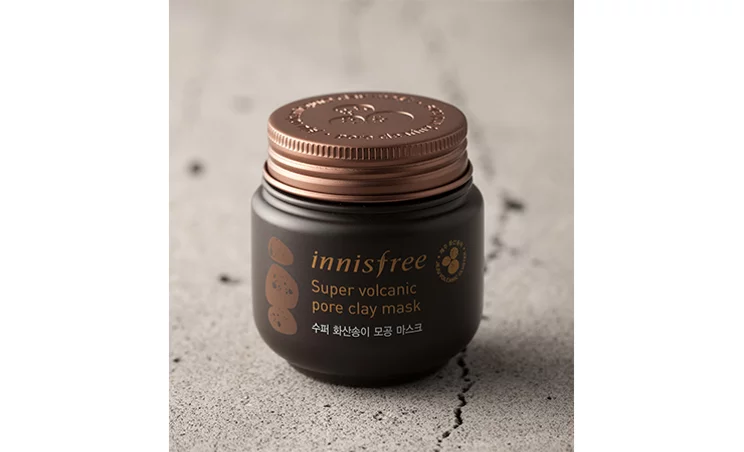 innisfree
Super volcanic
pore clay mask
수퍼 화산송이 모공 마스크